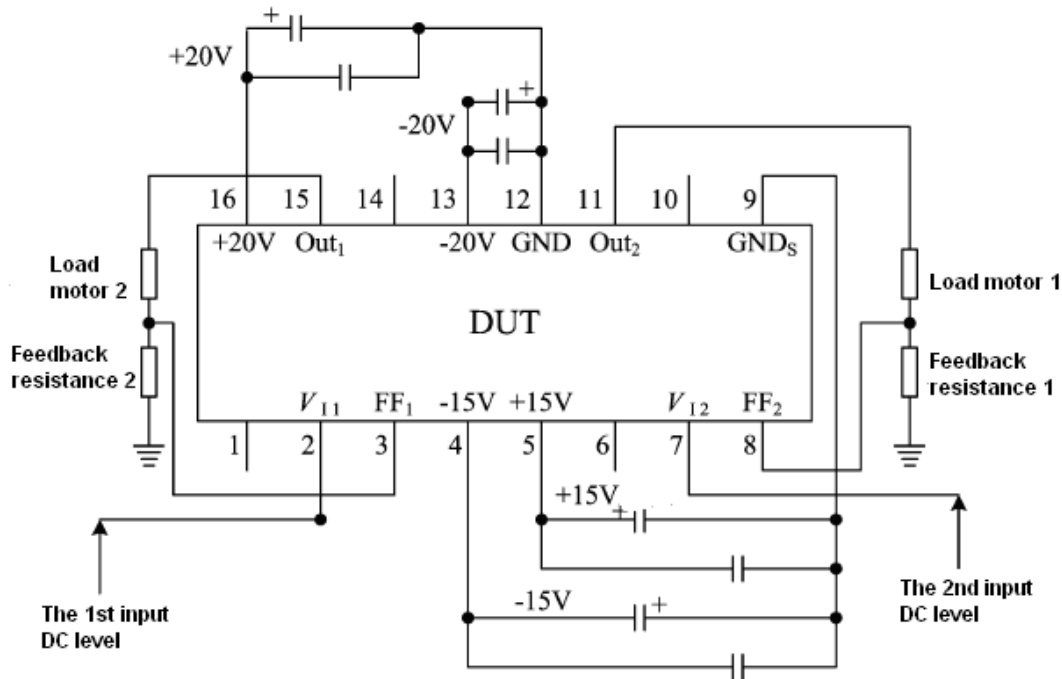 +
+20V
+
-20V
16 15 14 13 12 11 10 9
+20V Out₁ -20V GND Out₂ GNDS
Load
motor 2
Load motor 1
DUT
Feedback
resistance 2
Feedback
resistance 1
V I1 FF₁ -15V +15V V I2 FF₂
1 2 3 4 5 6 7 8
+15V
+
-15V
+
The 1st input
DC level
The 2nd input
DC level